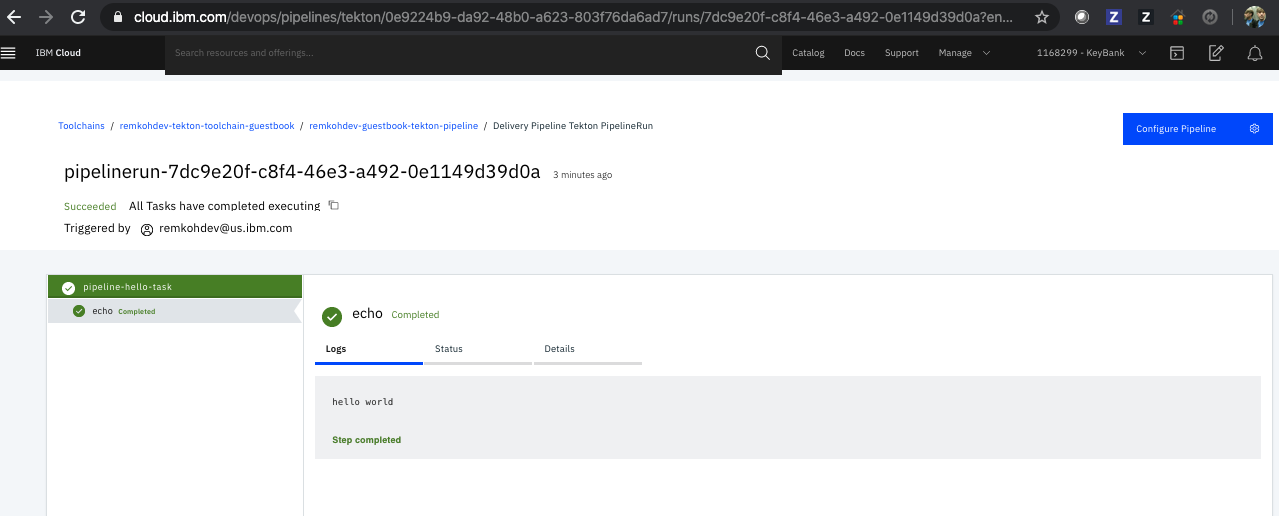 cloud.ibm.com/devops/pipelines/tekton/0e9224b9-da92-48b0-a623-803f76da6ad7/runs/7dc9e20f-c8f4-46e3-a492-0e1149d39d0a?en...
IBM Cloud Search resources and offerings... Catalog Docs Support Manage 1168299 - KeyBank
Toolchains / remkohdev-tekton-toolchain-guestbook / remkohdev-guestbook-tekton-pipeline / Delivery Pipeline Tekton PipelineRun
Configure Pipeline
pipelinerun-7dc9e20f-c8f4-46e3-a492-0e1149d39d0a 3 minutes ago
Succeeded All Tasks have completed executing
Triggered by remkohdev@us.ibm.com
pipeline-hello-task
echo Completed
echo Completed
Logs Status Details
hello world
Step completed